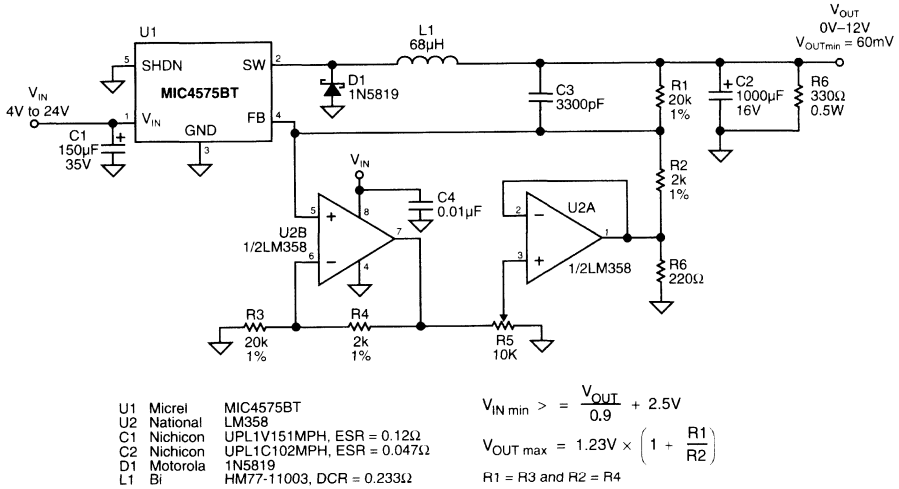 U1
5
SHDN
SW
2
MIC4575BT
VIN
4V to 24V
1
VIN
GND
FB
4
3
C1
150µF
35V
+
L1
68µH
D1
1N5819
C3
3300pF
R1
20k
1%
+
C2
1000µF
16V
R6
330Ω
0.5W
VOUT
0V–12V
VOUTmin = 60mV
R2
2k
1%
VIN
C4
0.01µF
5
+
8
U2B
1/2LM358
7
6
–
4
2
–
U2A
1
3
+
1/2LM358
R6
220Ω
R3
20k
1%
R4
2k
1%
R5
10K
U1 Micrel MIC4575BT
U2 National LM358
C1 Nichicon UPL1V151MPH, ESR = 0.12Ω
C2 Nichicon UPL1C102MPH, ESR = 0.047Ω
D1 Motorola 1N5819
L1 Bi HM77-11003, DCR = 0.233Ω
VIN min > = VOUT / 0.9 + 2.5V
VOUT max = 1.23V × (1 + R1 / R2)
R1 = R3 and R2 = R4